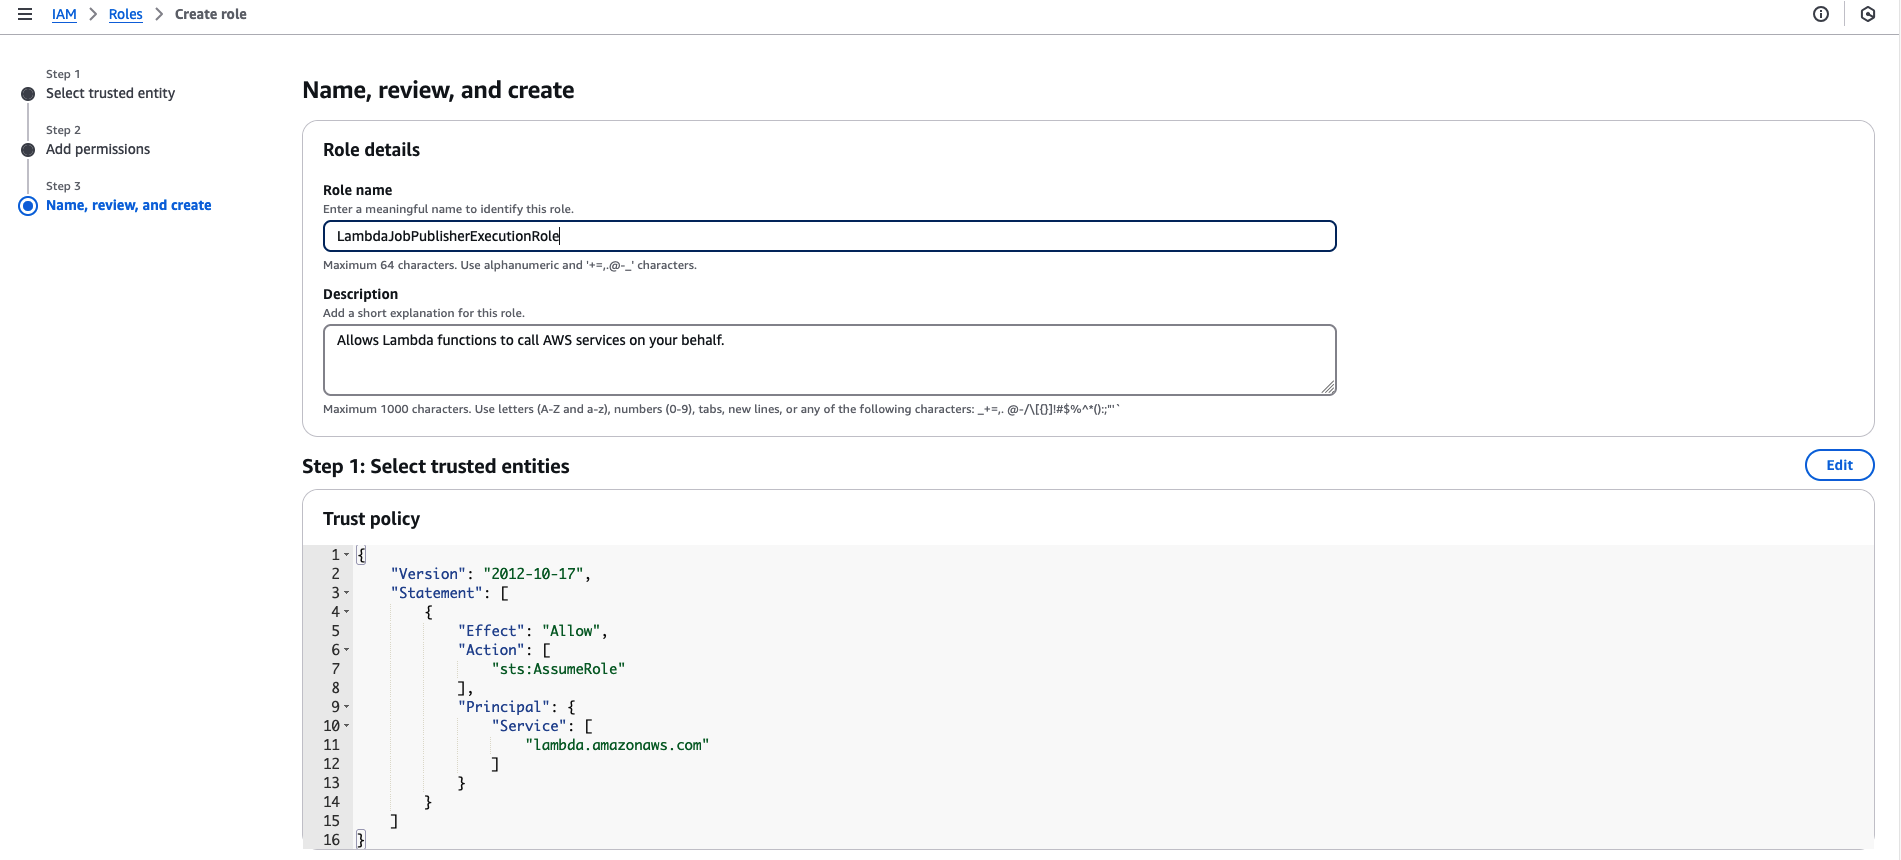 IAM > Roles > Create role
Step 1
Select trusted entity
Step 2
Add permissions
Step 3
Name, review, and create
Name, review, and create
Role details
Role name
Enter a meaningful name to identify this role.
LambdaJobPublisherExecutionRole
Maximum 64 characters. Use alphanumeric and '+=,.@-_' characters.
Description
Add a short explanation for this role.
Allows Lambda functions to call AWS services on your behalf.
Maximum 1000 characters. Use letters (A-Z and a-z), numbers (0-9), tabs, new lines, or any of the following characters: _+=,. @-/\[{}]!#$%^*();:"'`
Step 1: Select trusted entities
Edit
Trust policy
1 {
2     "Version": "2012-10-17",
3     "Statement": [
4         {
5             "Effect": "Allow",
6             "Action": [
7                 "sts:AssumeRole"
8             ],
9             "Principal": {
10                 "Service": [
11                     "lambda.amazonaws.com"
12                 ]
13             }
14         }
15     ]
16 }